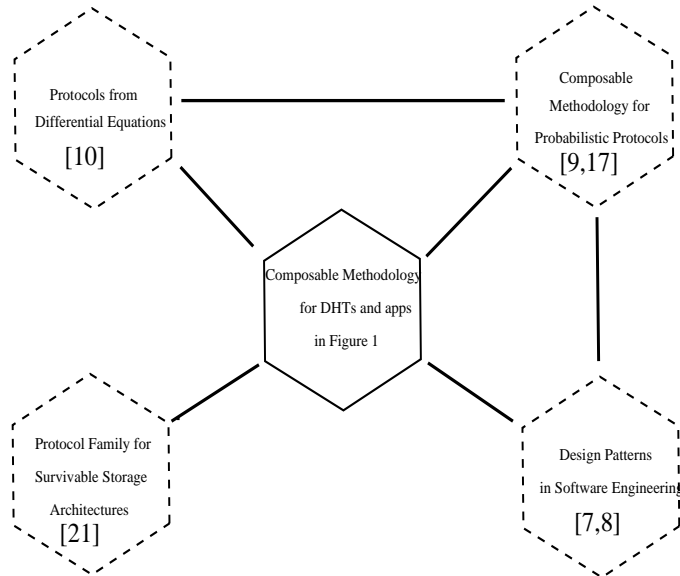 Protocols from
Differential Equations
[10]
Composable
Methodology for
Probabilistic Protocols
[9,17]
Composable Methodology
for DHTs and apps
in Figure 1
Protocol Family for
Survivable Storage
Architectures
[21]
Design Patterns
in Software Engineering
[7,8]